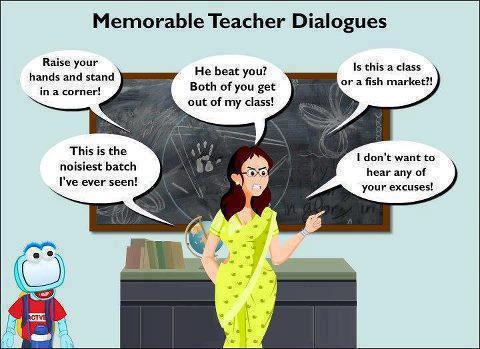 Memorable Teacher Dialogues
Raise your
hands and stand
in a corner!
He beat you?
Both of you get
out of my class!
Is this a class
or a fish market?!
This is the
noisiest batch
I've ever seen!
I don't want to
hear any of
your excuses!